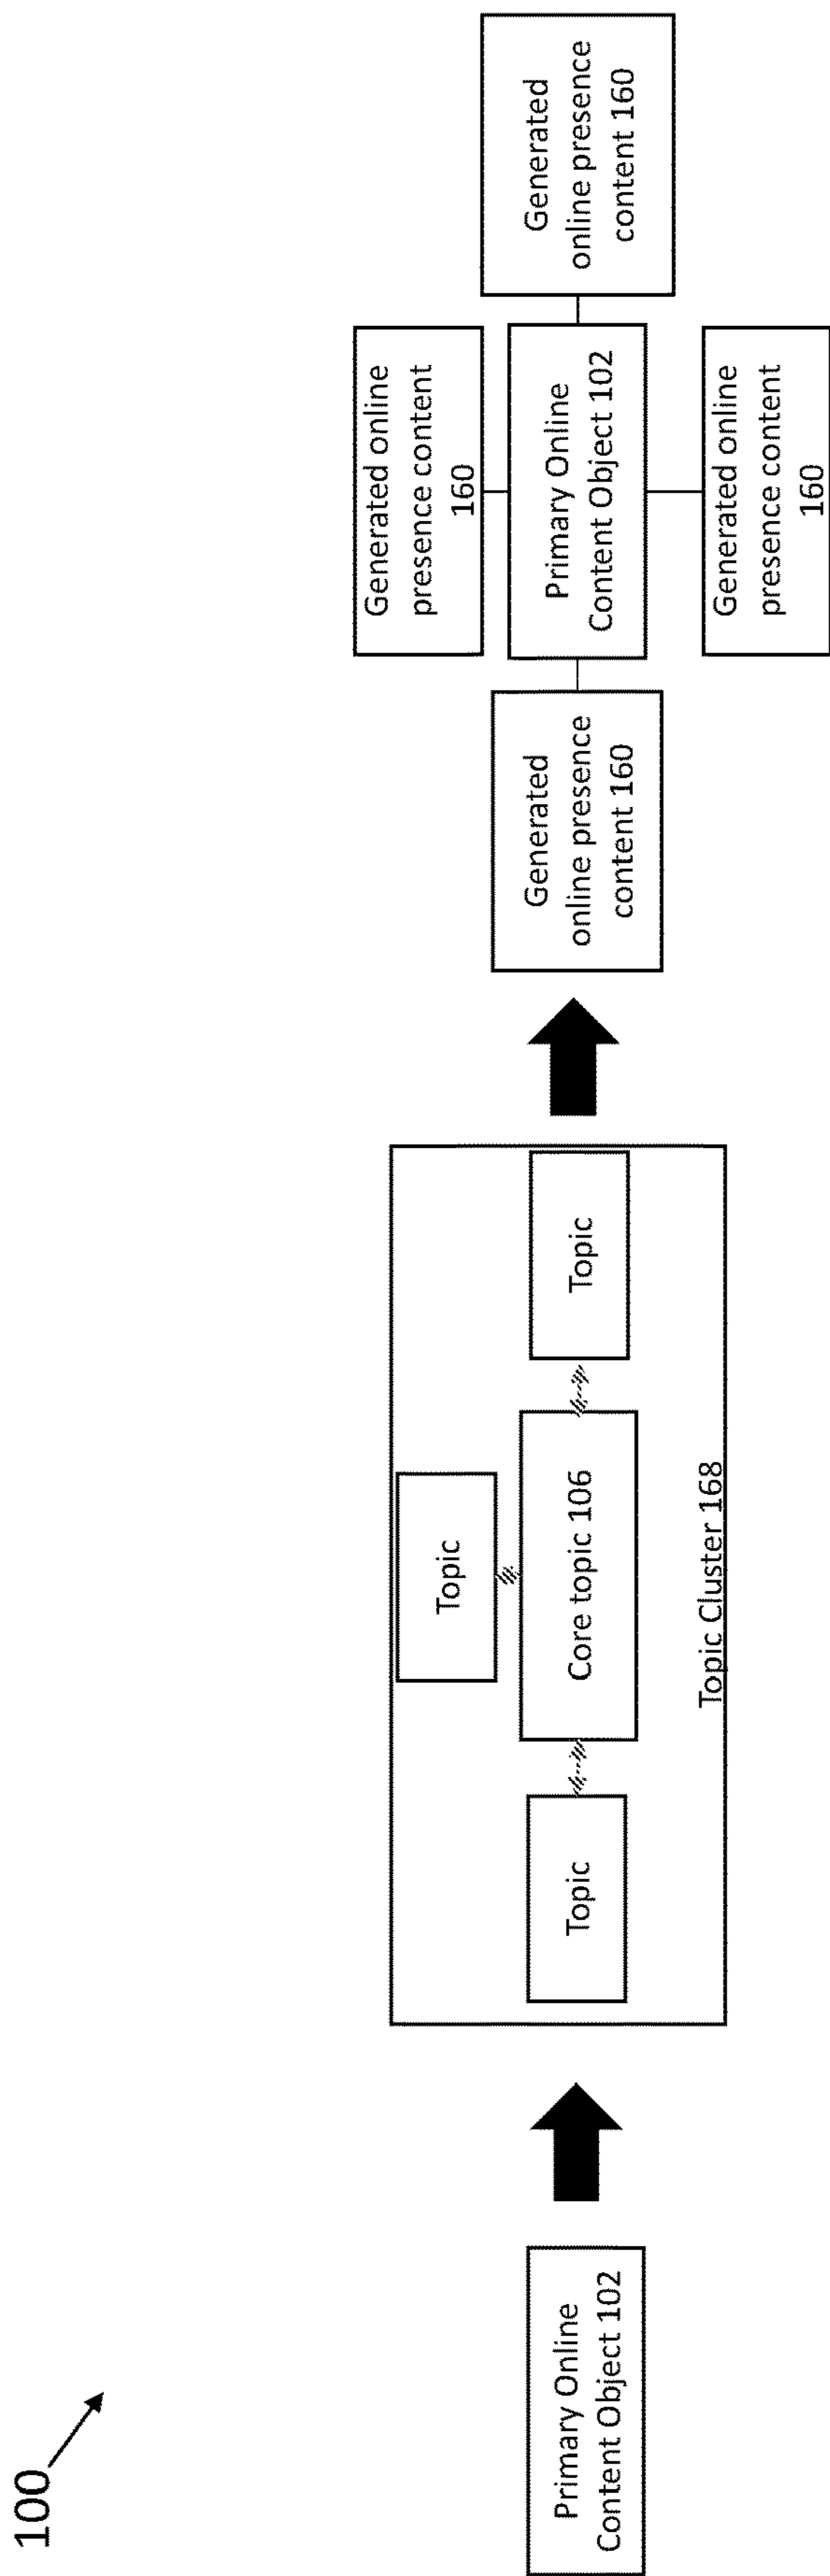 100
Primary Online
Content Object 102
Topic
Topic
Core topic 106
Topic
Topic Cluster 168
Generated
online presence
content 160
Generated online
presence content
160
Primary Online
Content Object 102
Generated online
presence content
160
Generated
online presence
content 160